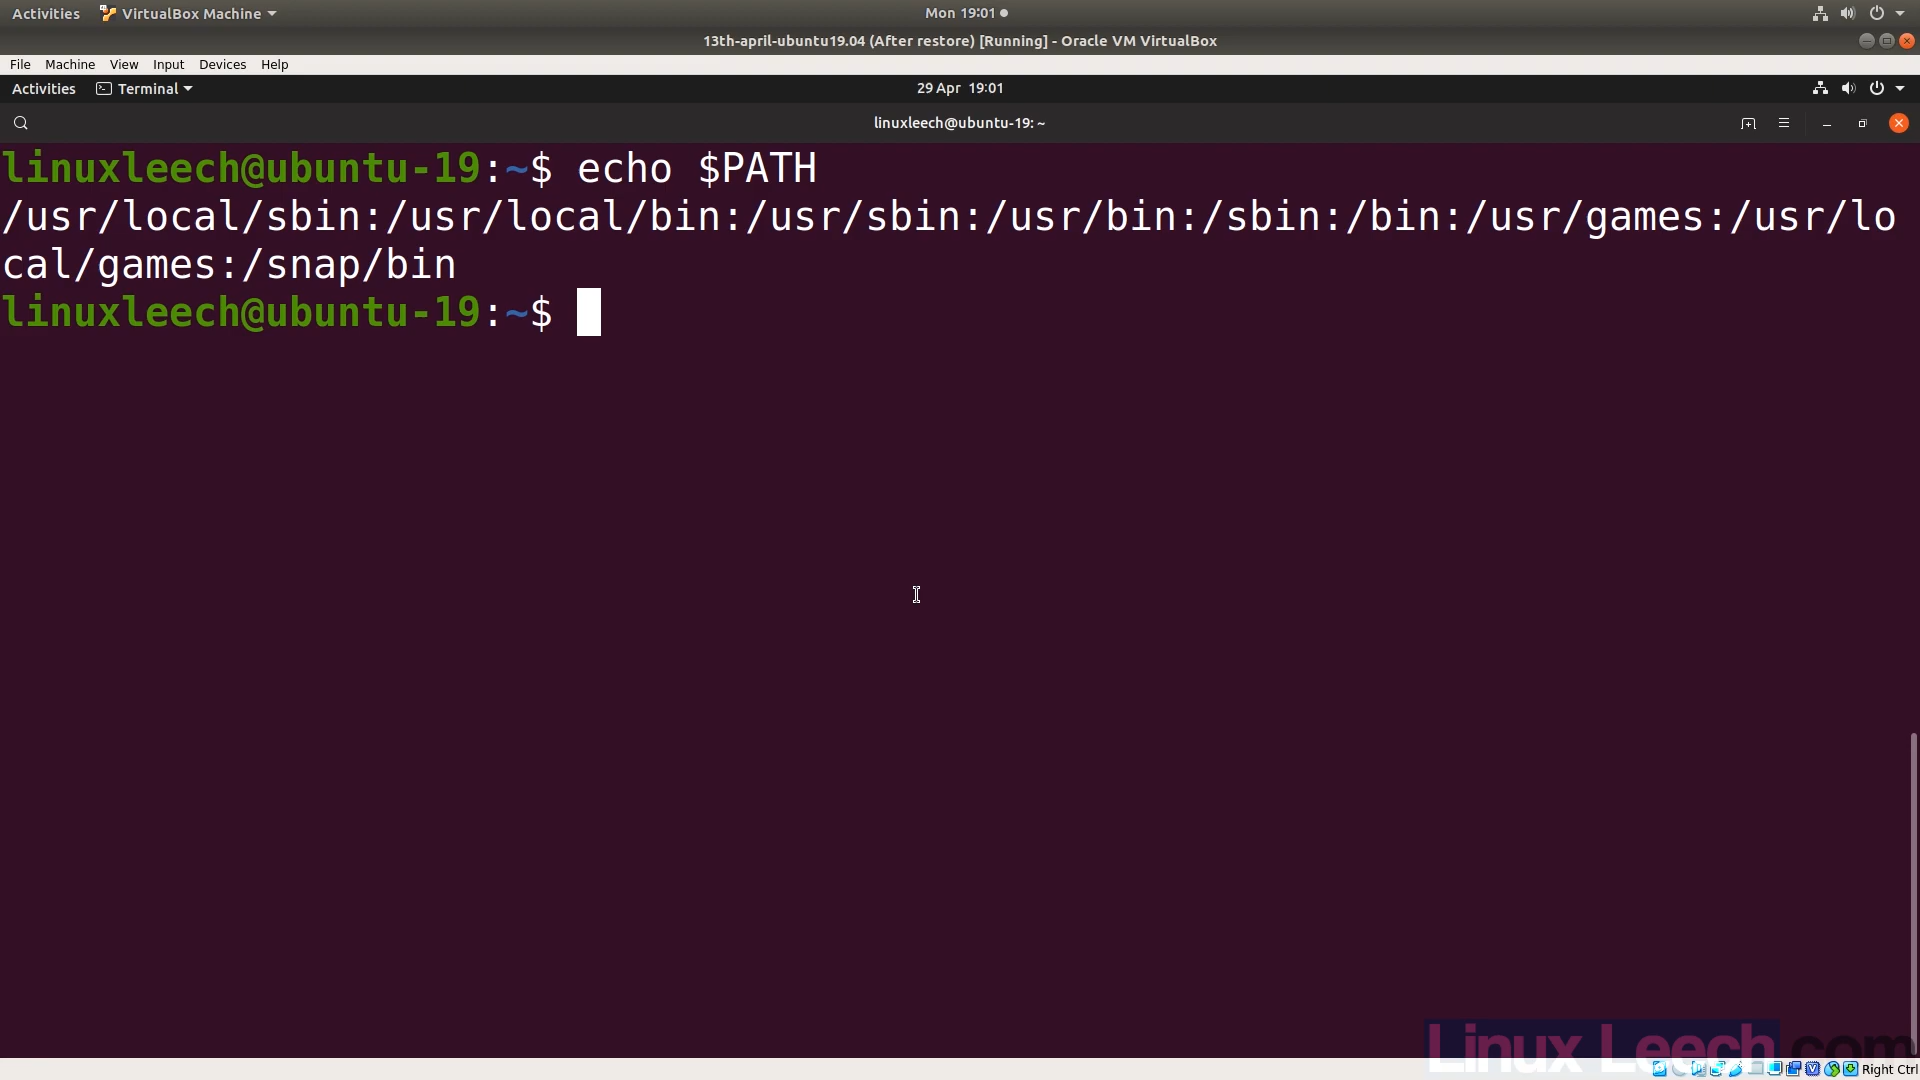 Activities VirtualBox Machine Mon 19:01
13th-april-ubuntu19.04 (After restore) [Running] - Oracle VM VirtualBox
File Machine View Input Devices Help
Activities Terminal 29 Apr 19:01
linuxleech@ubuntu-19: ~
linuxleech@ubuntu-19:~$ echo $PATH
/usr/local/sbin:/usr/local/bin:/usr/sbin:/usr/bin:/sbin:/bin:/usr/games:/usr/lo
cal/games:/snap/bin
linuxleech@ubuntu-19:~$
Linux Leech.com
Right Ctrl